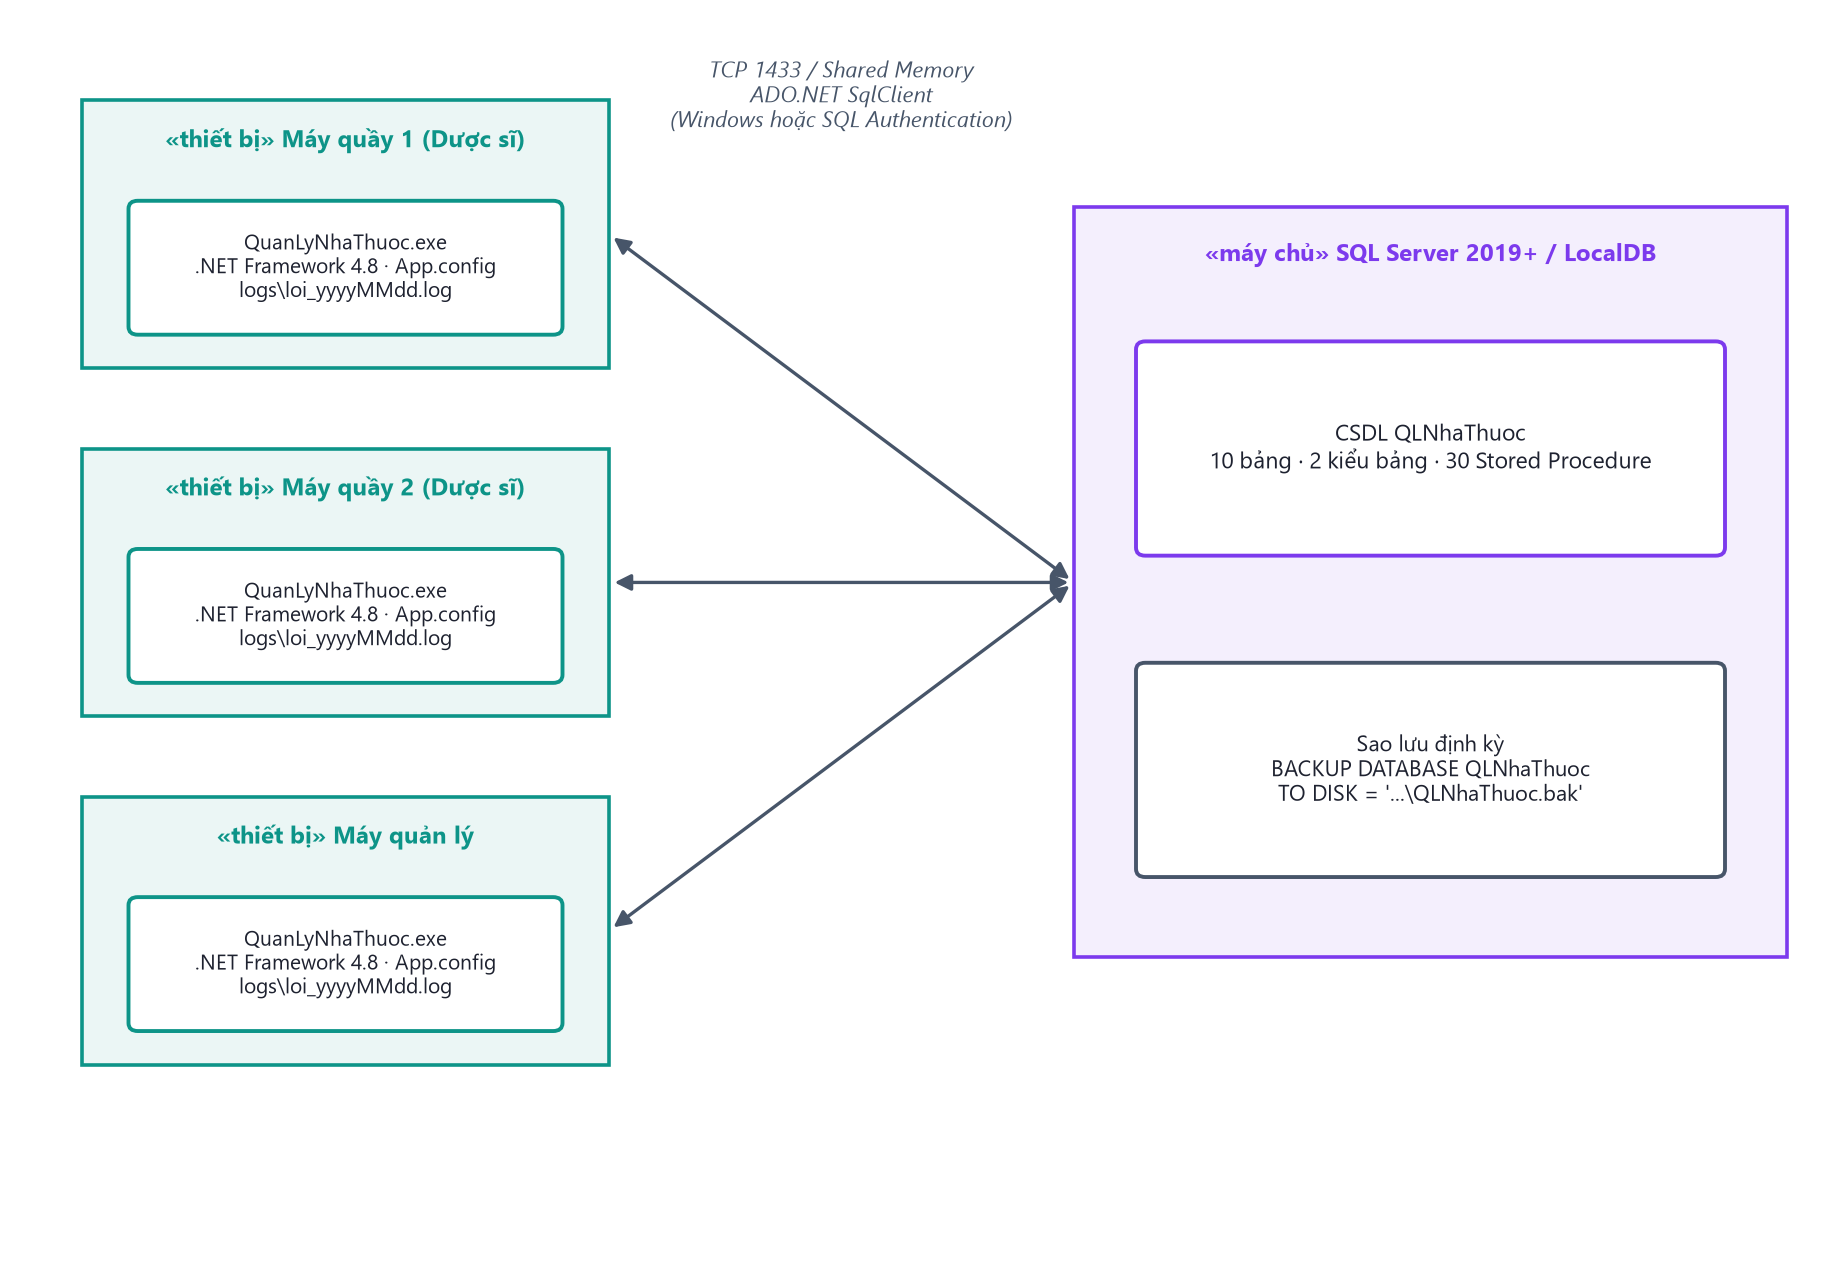 TCP 1433 / Shared Memory
ADO.NET SqlClient
(Windows hoặc SQL Authentication)
«thiết bị» Máy quầy 1 (Dược sĩ)
QuanLyNhaThuoc.exe
.NET Framework 4.8 · App.config
logs\loi_yyyyMMdd.log
«thiết bị» Máy quầy 2 (Dược sĩ)
QuanLyNhaThuoc.exe
.NET Framework 4.8 · App.config
logs\loi_yyyyMMdd.log
«thiết bị» Máy quản lý
QuanLyNhaThuoc.exe
.NET Framework 4.8 · App.config
logs\loi_yyyyMMdd.log
«máy chủ» SQL Server 2019+ / LocalDB
CSDL QLNhaThuoc
10 bảng · 2 kiểu bảng · 30 Stored Procedure
Sao lưu định kỳ
BACKUP DATABASE QLNhaThuoc
TO DISK = '...\QLNhaThuoc.bak'